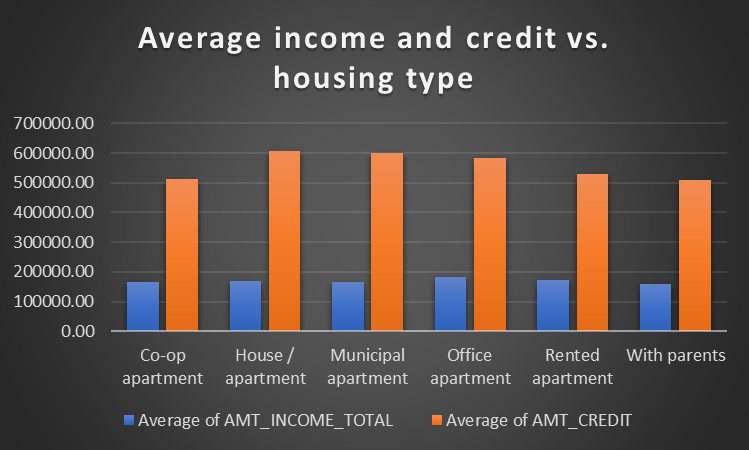 Average income and credit vs.
housing type
700000.00
600000.00
500000.00
400000.00
300000.00
200000.00
100000.00
0.00
Co-op
apartment
House /
apartment
Municipal
apartment
Office
apartment
Rented
apartment
With parents
Average of AMT_INCOME_TOTAL
Average of AMT_CREDIT